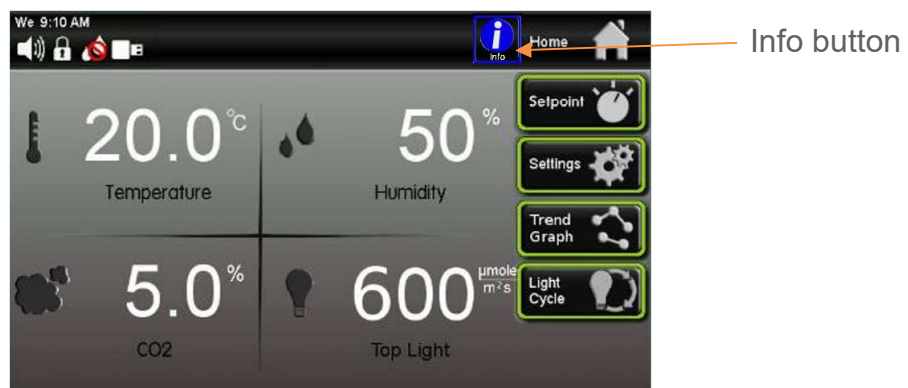 We 9:10 AM
i
Info
Home
Info button
Setpoint
20.0°C
Temperature
50%
Humidity
Settings
Trend
Graph
5.0%
CO2
600 µmole
m²s
Top Light
Light
Cycle